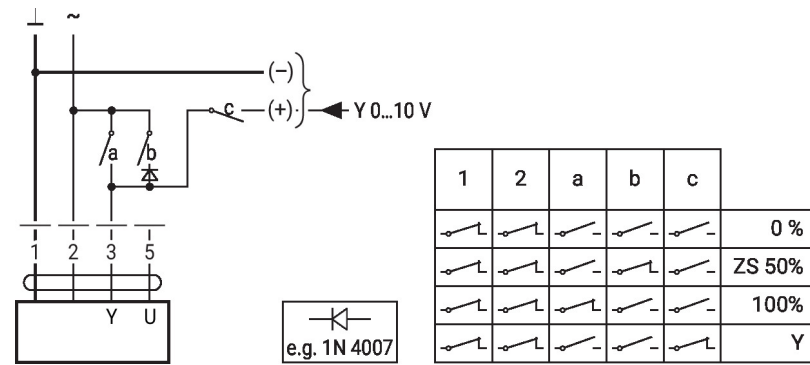 ⊥ ~
(–)
c (+) Y 0...10 V
a b
1 2 3 5
Y U
e.g. 1N 4007
1 2 a b c
0 %
ZS 50%
100%
Y